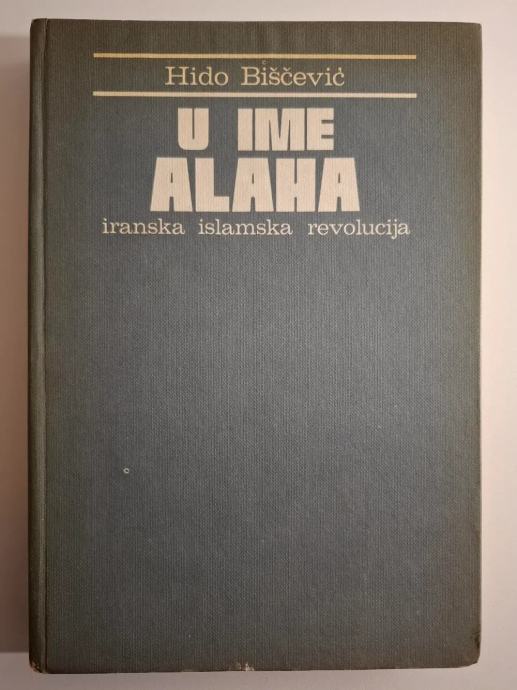 Hido Biščević
U IME
ALAHA
iranska islamska revolucija